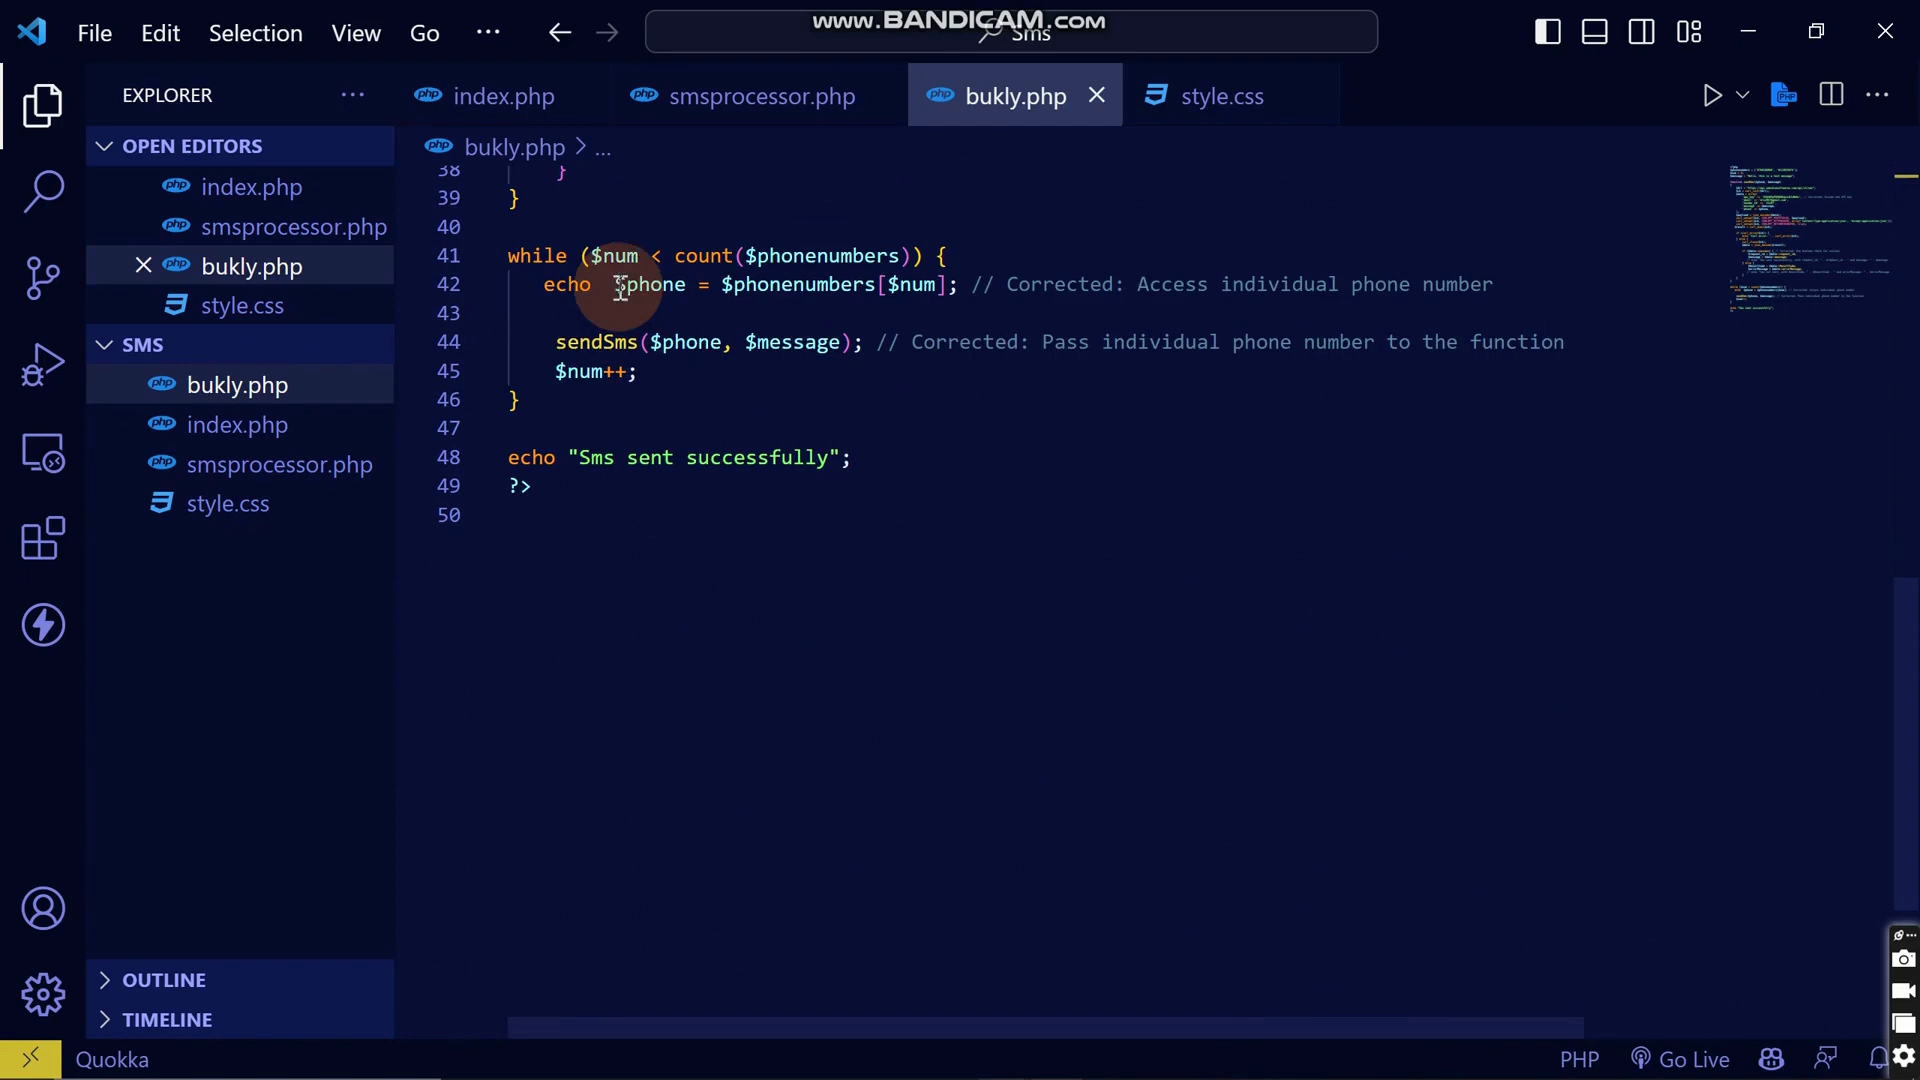 www.BANDICAM.com
File Edit Selection View Go ...
Sms
EXPLORER ...
index.php smsprocessor.php bukly.php style.css
OPEN EDITORS
index.php
smsprocessor.php
bukly.php
style.css
SMS
bukly.php
index.php
smsprocessor.php
style.css
OUTLINE
TIMELINE
bukly.php > ...
38 }
39 }
40
41 while ($num < count($phonenumbers)) {
42 echo $phone = $phonenumbers[$num]; // Corrected: Access individual phone number
43
44 sendSms($phone, $message); // Corrected: Pass individual phone number to the function
45 $num++;
46 }
47
48 echo "Sms sent successfully";
49 ?>
50
Quokka PHP Go Live